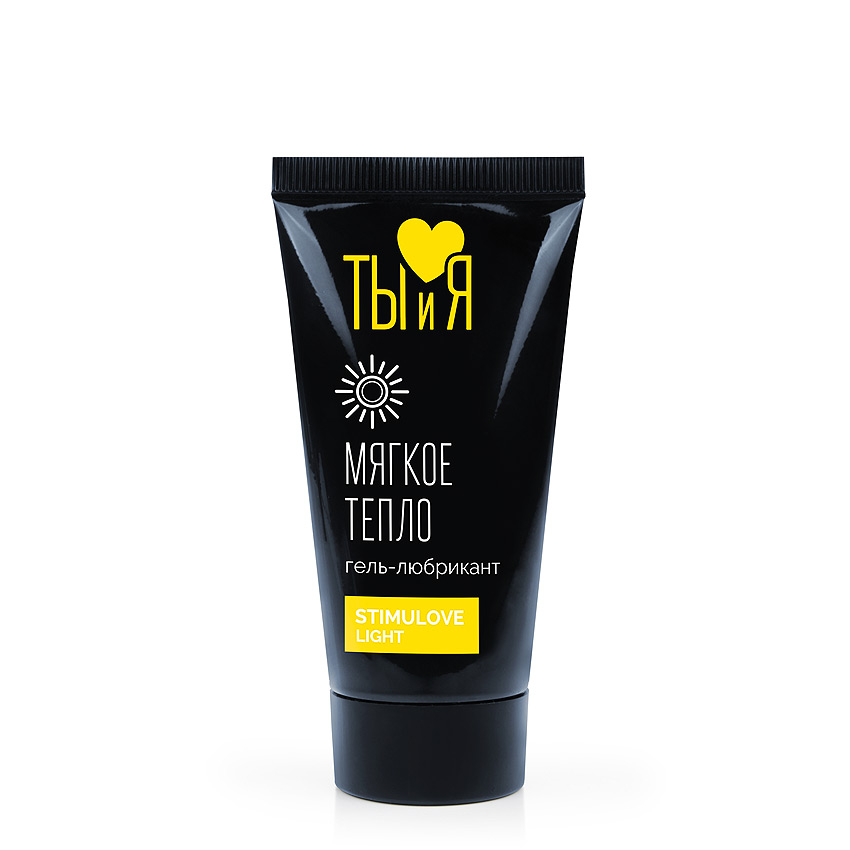 ТЫ и Я
МЯГКОЕ
ТЕПЛО
гель-любрикант
STIMULOVE
LIGHT